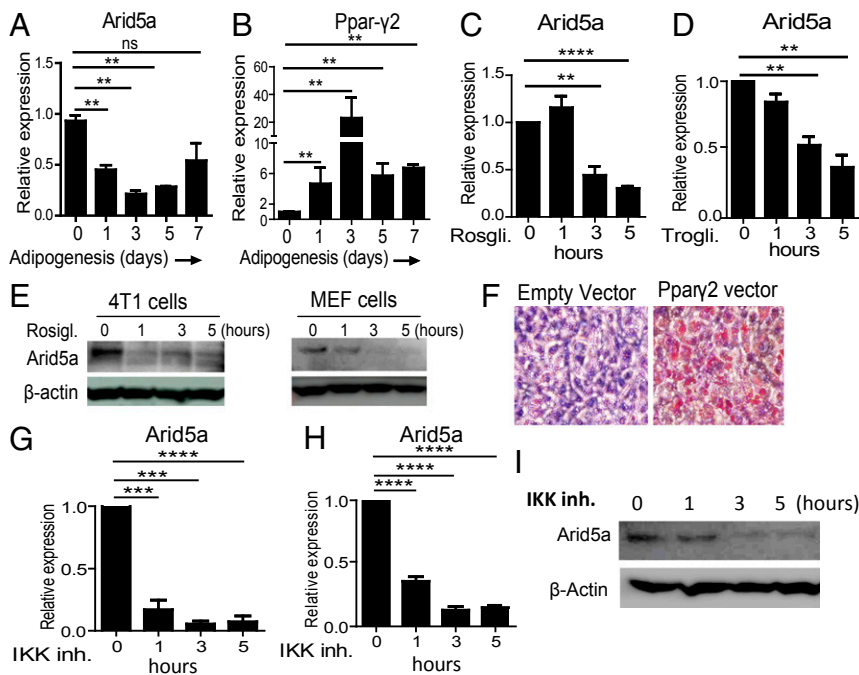 A
Arid5a
ns
**
**
**
Relative expression
1.0
0.5
0.0
0 1 3 5 7
Adipogenesis (days) →
B
Ppar-γ2
**
**
**
**
Relative expression
60
40
20
6
4
2
0
0 1 3 5 7
Adipogenesis (days) →
C
Arid5a
****
**
Relative expression
1.5
1.0
0.5
0.0
Rosgli. 0 1 3 5
hours
D
Arid5a
**
**
Relative expression
1.0
0.5
0.0
Trogli. 0 1 3 5
hours
E
4T1 cells
MEF cells
Rosigl. 0 1 3 5 (hours)
0 1 3 5 (hours)
Arid5a
β-actin
F
Empty Vector
Pparγ2 vector
G
Arid5a
****
***
***
Relative expression
1.0
0.5
0.0
0 1 3 5
IKK inh. hours
H
Arid5a
****
****
****
Relative expression
1.0
0.5
0.0
0 1 3 5
IKK inh. hours
I
IKK inh. 0 1 3 5 (hours)
Arid5a
β-Actin